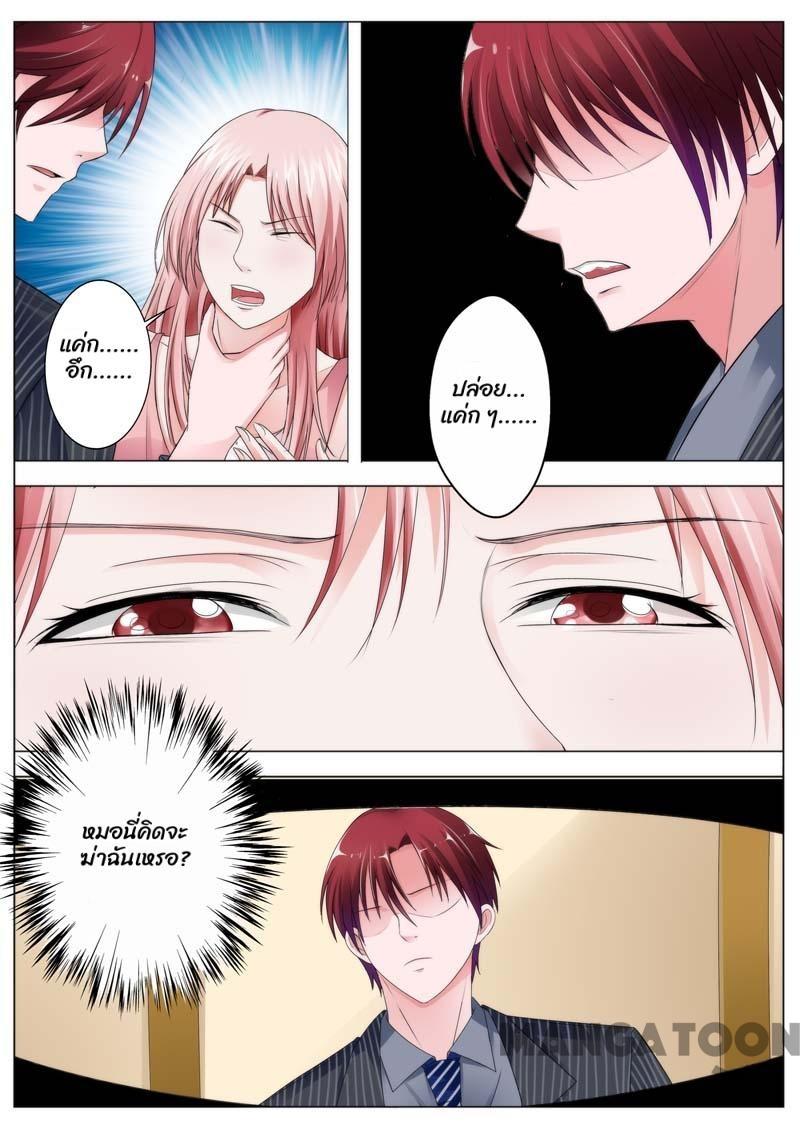 แค่ก......
อึก......
ปล่อย...
แค่ก ๆ......
หมอนี่คิดจะ
ฆ่าฉันเหรอ?
MANGATOON